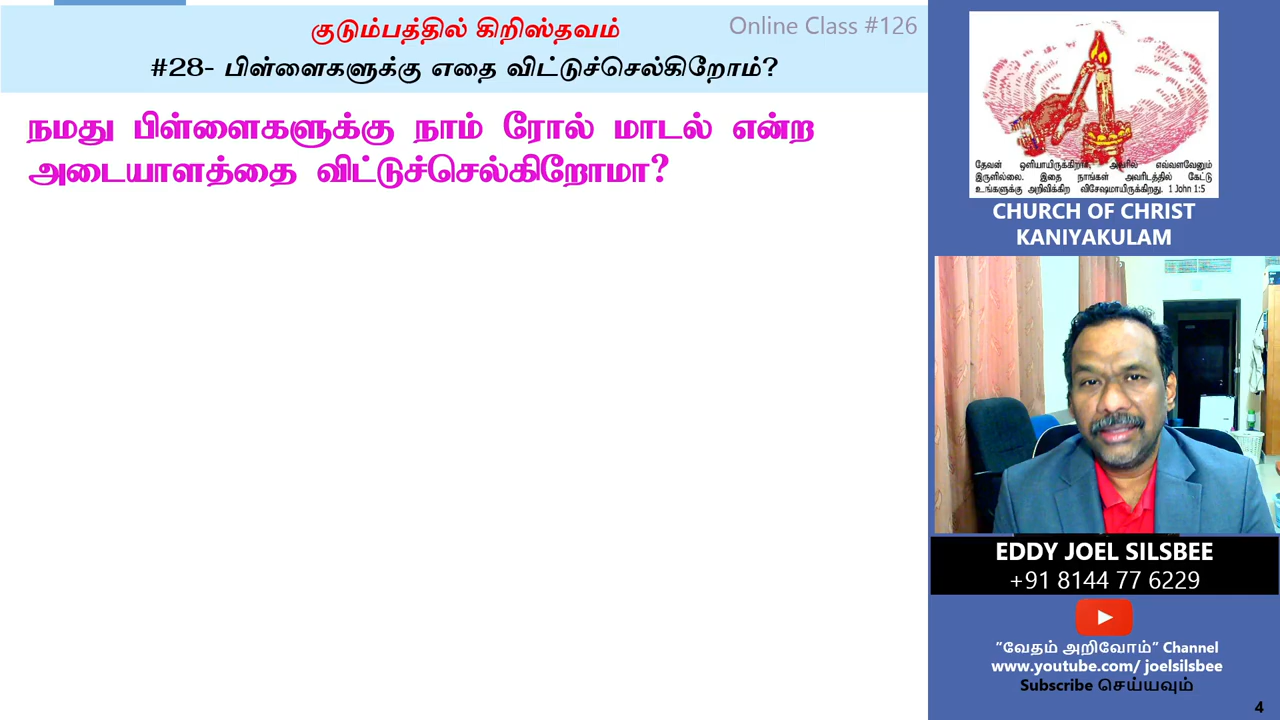 குடும்பத்தில் கிறிஸ்தவம்
Online Class #126
#28- பிள்ளைகளுக்கு எதை விட்டுச்செல்கிறோம்?
நமது பிள்ளைகளுக்கு நாம் ரோல் மாடல் என்ற
அடையாளத்தை விட்டுச்செல்கிறோமா?
தேவன் ஒளியாயிருக்கிறார், அவரில் எவ்வளவேனும்
இருளில்லை. இதை நாங்கள் அவரிடத்தில் கேட்டு
உங்களுக்கு அறிவிக்கிற விசேஷமாயிருக்கிறது. 1 John 1:5
CHURCH OF CHRIST
KANIYAKULAM
EDDY JOEL SILSBEE
+91 8144 77 6229
"வேதம் அறிவோம்" Channel
www.youtube.com/ joelsilsbee
Subscribe செய்யவும்
4